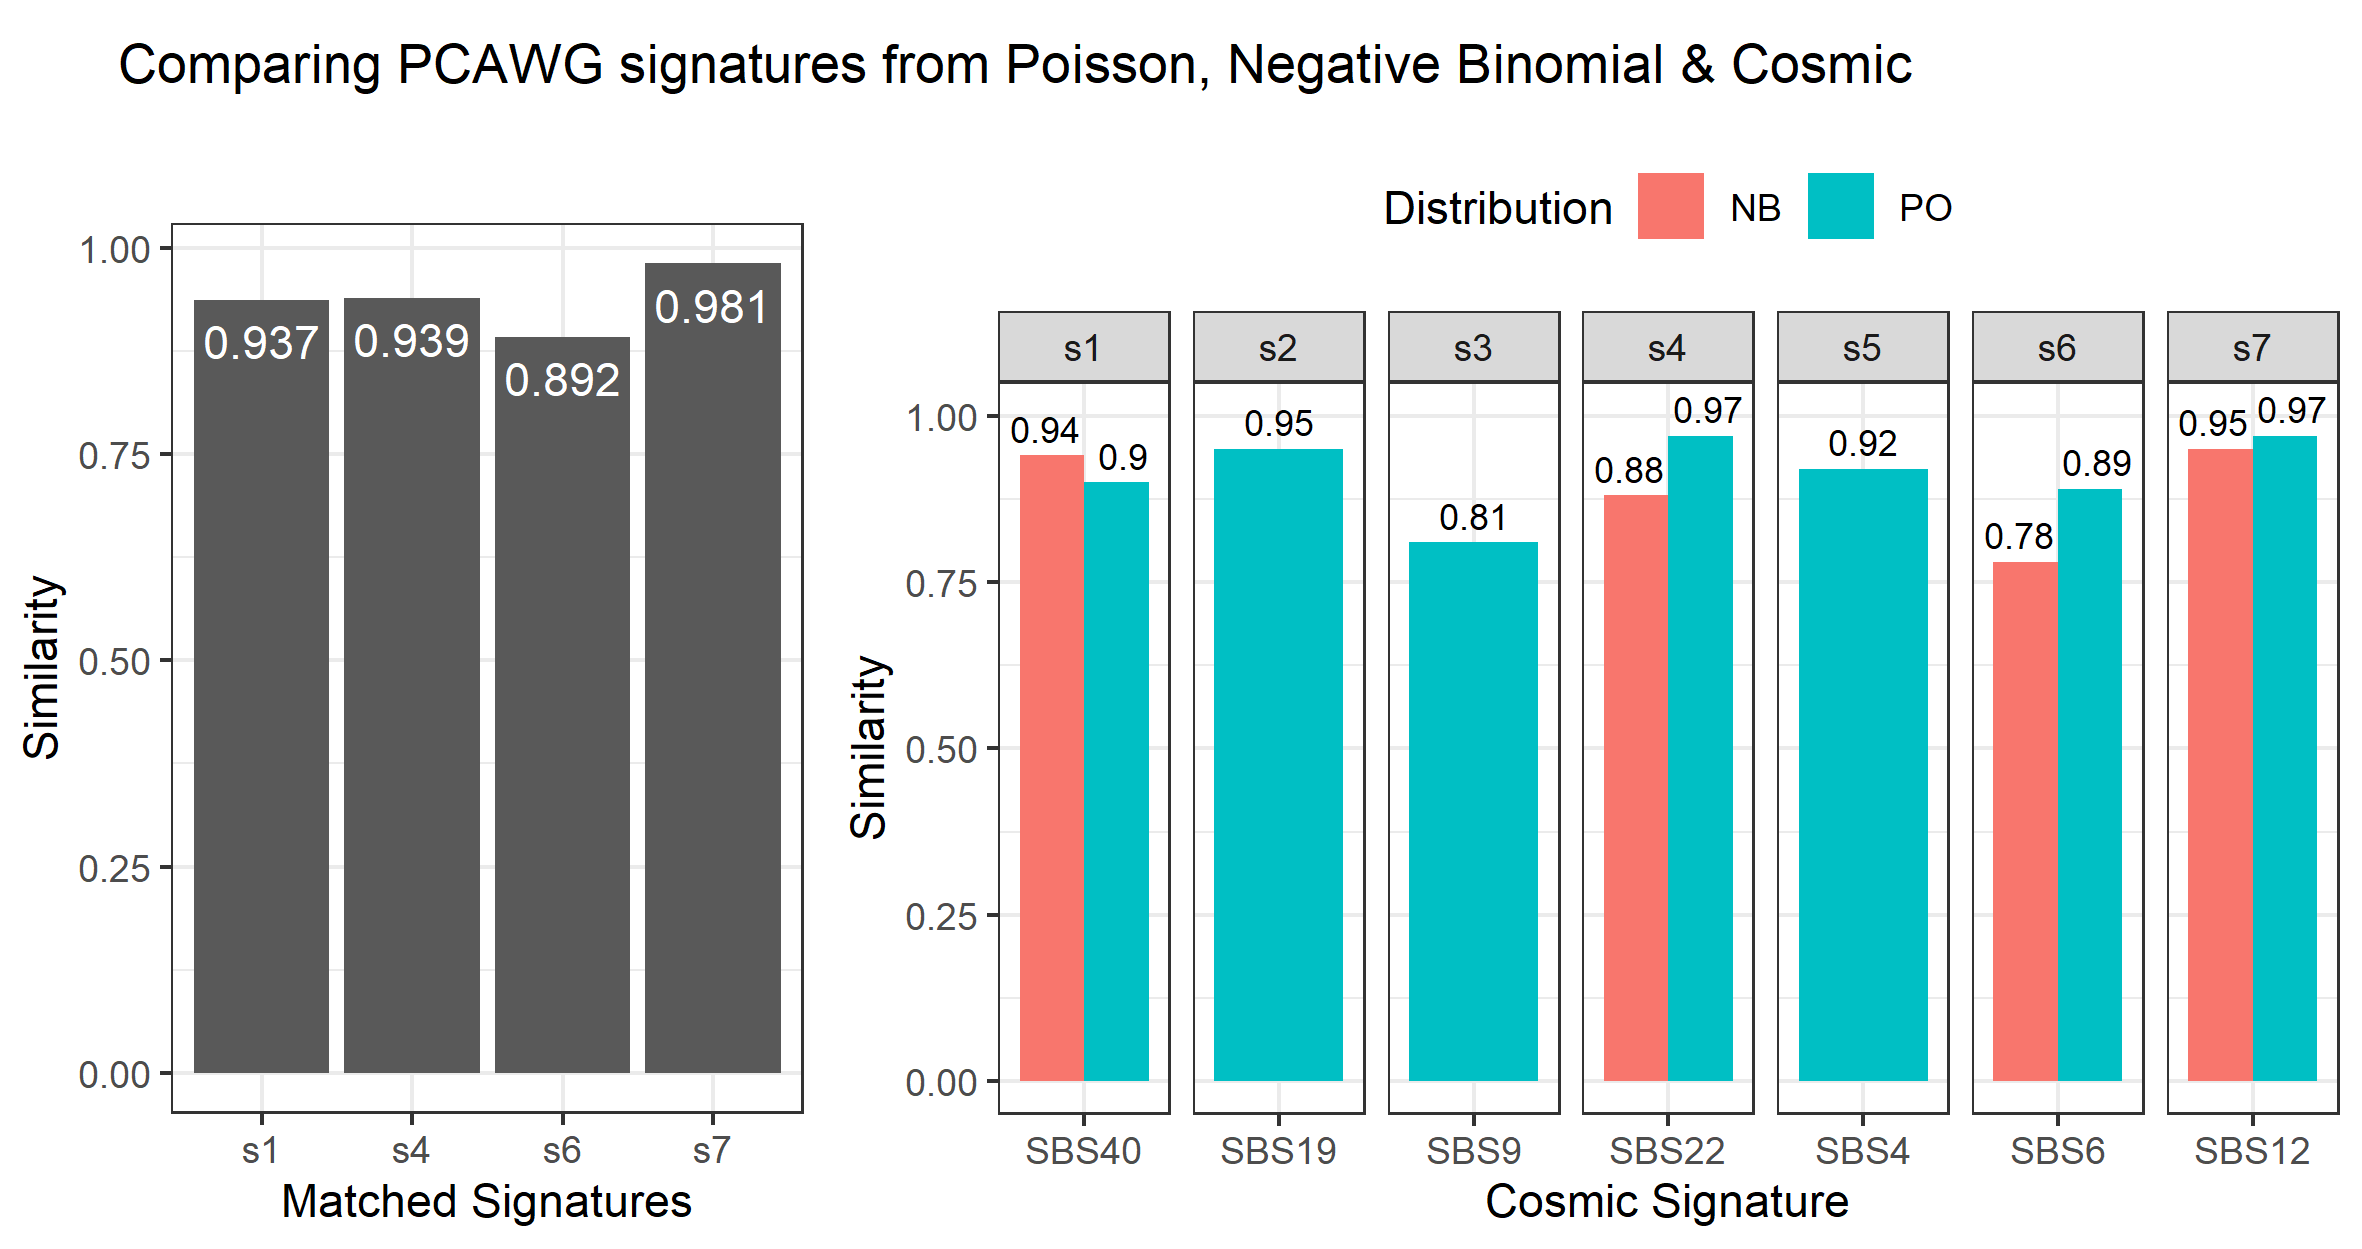 Comparing PCAWG signatures from Poisson, Negative Binomial & Cosmic
Similarity
1.00
0.75
0.50
0.25
0.00
0.937
0.939
0.892
0.981
s1
s4
s6
s7
Matched Signatures
Distribution NB PO
s1
s2
s3
s4
s5
s6
s7
Similarity
1.00
0.75
0.50
0.25
0.00
0.94
0.9
0.95
0.81
0.88
0.97
0.92
0.78
0.89
0.95
0.97
SBS40
SBS19
SBS9
SBS22
SBS4
SBS6
SBS12
Cosmic Signature